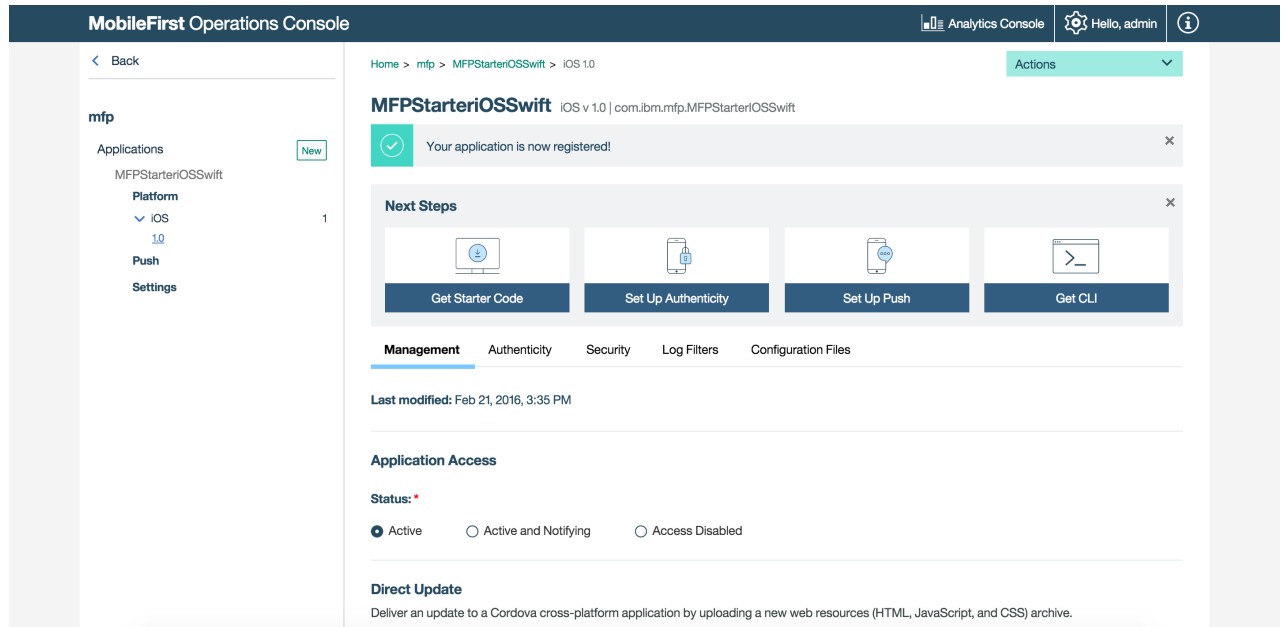 MobileFirst Operations Console
Analytics Console
Hello, admin
Back
mfp
Applications
New
MFPStarteriOSSwift
Platform
iOS 1
1.0
Push
Settings
Home > mfp > MFPStarteriOSSwift > iOS 1.0
Actions
MFPStarteriOSSwift iOS v 1.0 | com.ibm.mfp.MFPStarterIOSSwift
Your application is now registered!
Next Steps
Get Starter Code
Set Up Authenticity
Set Up Push
Get CLI
Management Authenticity Security Log Filters Configuration Files
Last modified: Feb 21, 2016, 3:35 PM
Application Access
Status: *
Active Active and Notifying Access Disabled
Direct Update
Deliver an update to a Cordova cross-platform application by uploading a new web resources (HTML, JavaScript, and CSS) archive.